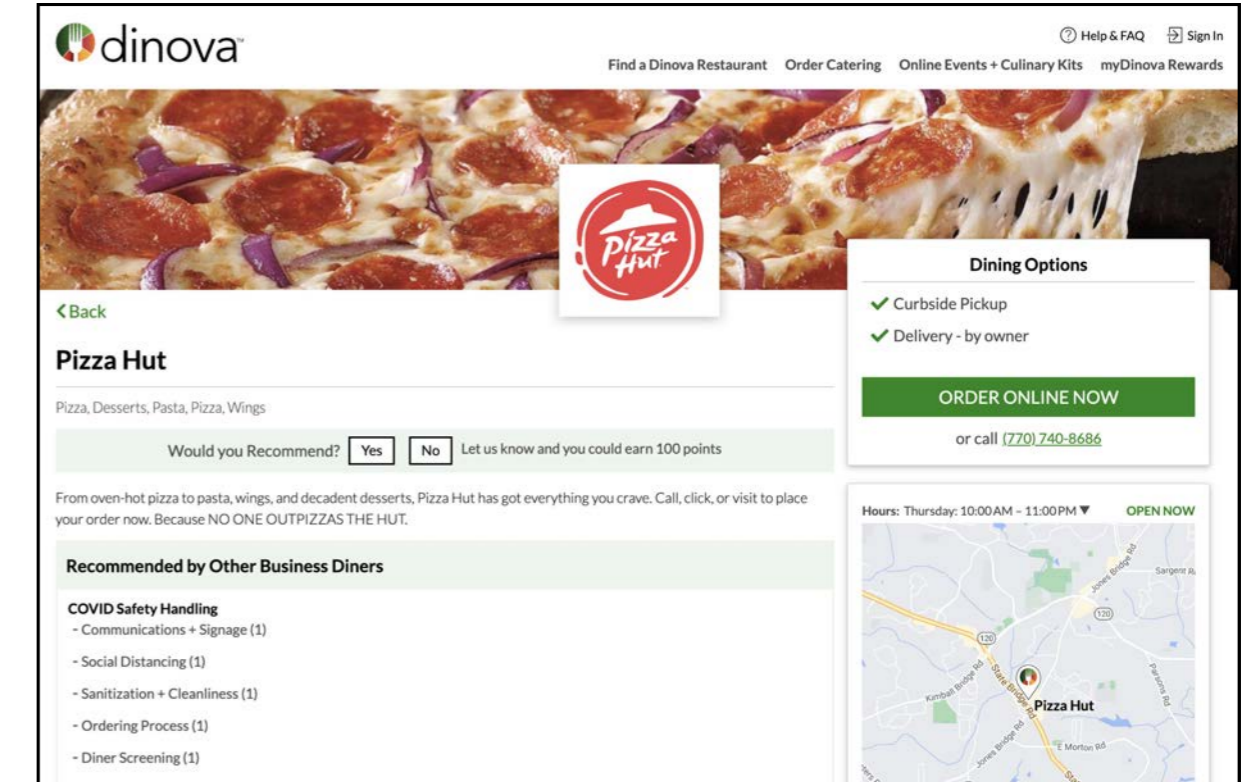 dinova
Help & FAQ Sign In
Find a Dinova Restaurant Order Catering Online Events + Culinary Kits myDinova Rewards
Pizza
Hut
Back
Pizza Hut
Pizza, Desserts, Pasta, Pizza, Wings
Would you Recommend? Yes No Let us know and you could earn 100 points
From oven-hot pizza to pasta, wings, and decadent desserts, Pizza Hut has got everything you crave. Call, click, or visit to place
your order now. Because NO ONE OUTPIZZAS THE HUT.
Recommended by Other Business Diners
COVID Safety Handling
- Communications + Signage (1)
- Social Distancing (1)
- Sanitization + Cleanliness (1)
- Ordering Process (1)
- Diner Screening (1)
Dining Options
Curbside Pickup
Delivery - by owner
ORDER ONLINE NOW
or call (770) 740-8686
Hours: Thursday: 10:00 AM – 11:00 PM ▼ OPEN NOW
Jones Bridge Rd
Sargent
120
120
State Bridge Rd
Kimball Bridge Rd
Parsons Rd
Pizza Hut
Jones Bridge Rd
E Morton Rd